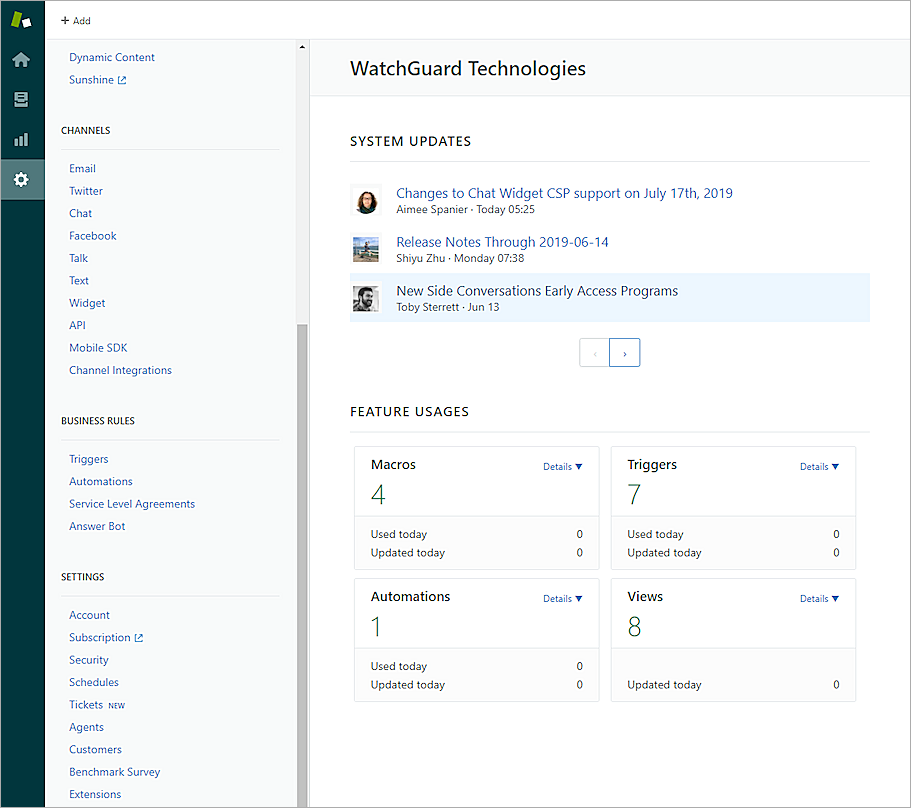 + Add
Dynamic Content
Sunshine
CHANNELS
Email
Twitter
Chat
Facebook
Talk
Text
Widget
API
Mobile SDK
Channel Integrations
BUSINESS RULES
Triggers
Automations
Service Level Agreements
Answer Bot
SETTINGS
Account
Subscription
Security
Schedules
Tickets NEW
Agents
Customers
Benchmark Survey
Extensions
WatchGuard Technologies
SYSTEM UPDATES
Changes to Chat Widget CSP support on July 17th, 2019
Aimee Spanier · Today 05:25
Release Notes Through 2019-06-14
Shiyu Zhu · Monday 07:38
New Side Conversations Early Access Programs
Toby Sterrett · Jun 13
‹ ›
FEATURE USAGES
Macros Details ▼
4
Used today 0
Updated today 0
Triggers Details ▼
7
Used today 0
Updated today 0
Automations Details ▼
1
Used today 0
Updated today 0
Views Details ▼
8
Updated today 0